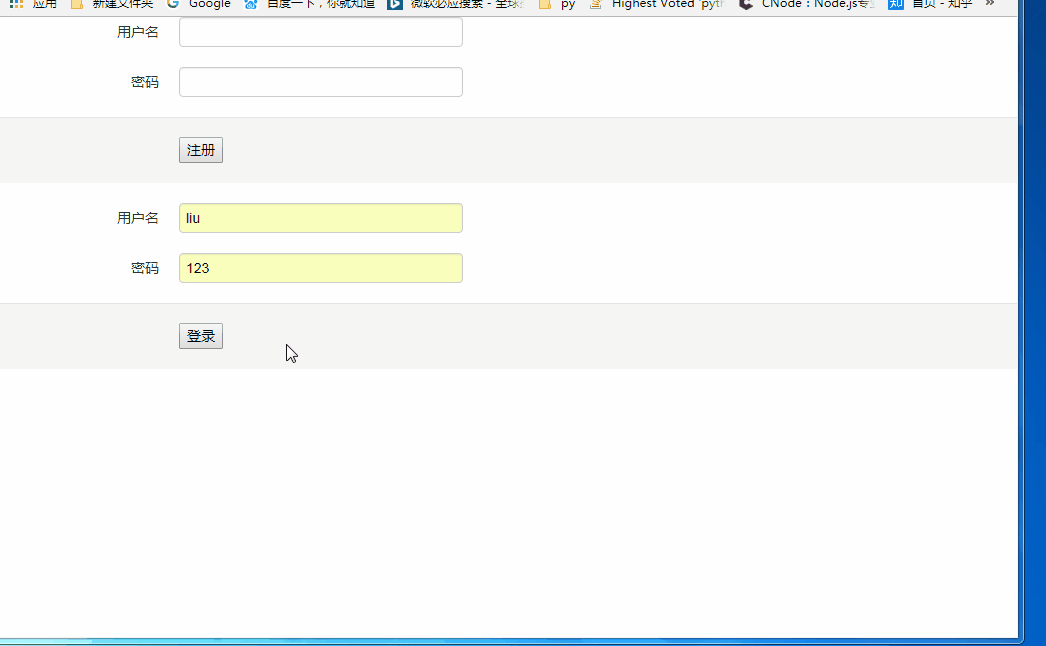 应用 新建文件夹 Google 百度一下，你就知道 微软必应搜索 - 全球 py Highest Voted 'pyth CNode：Node.js专业 首页 - 知乎 »
用户名
密码
注册
用户名 liu
密码 123
登录